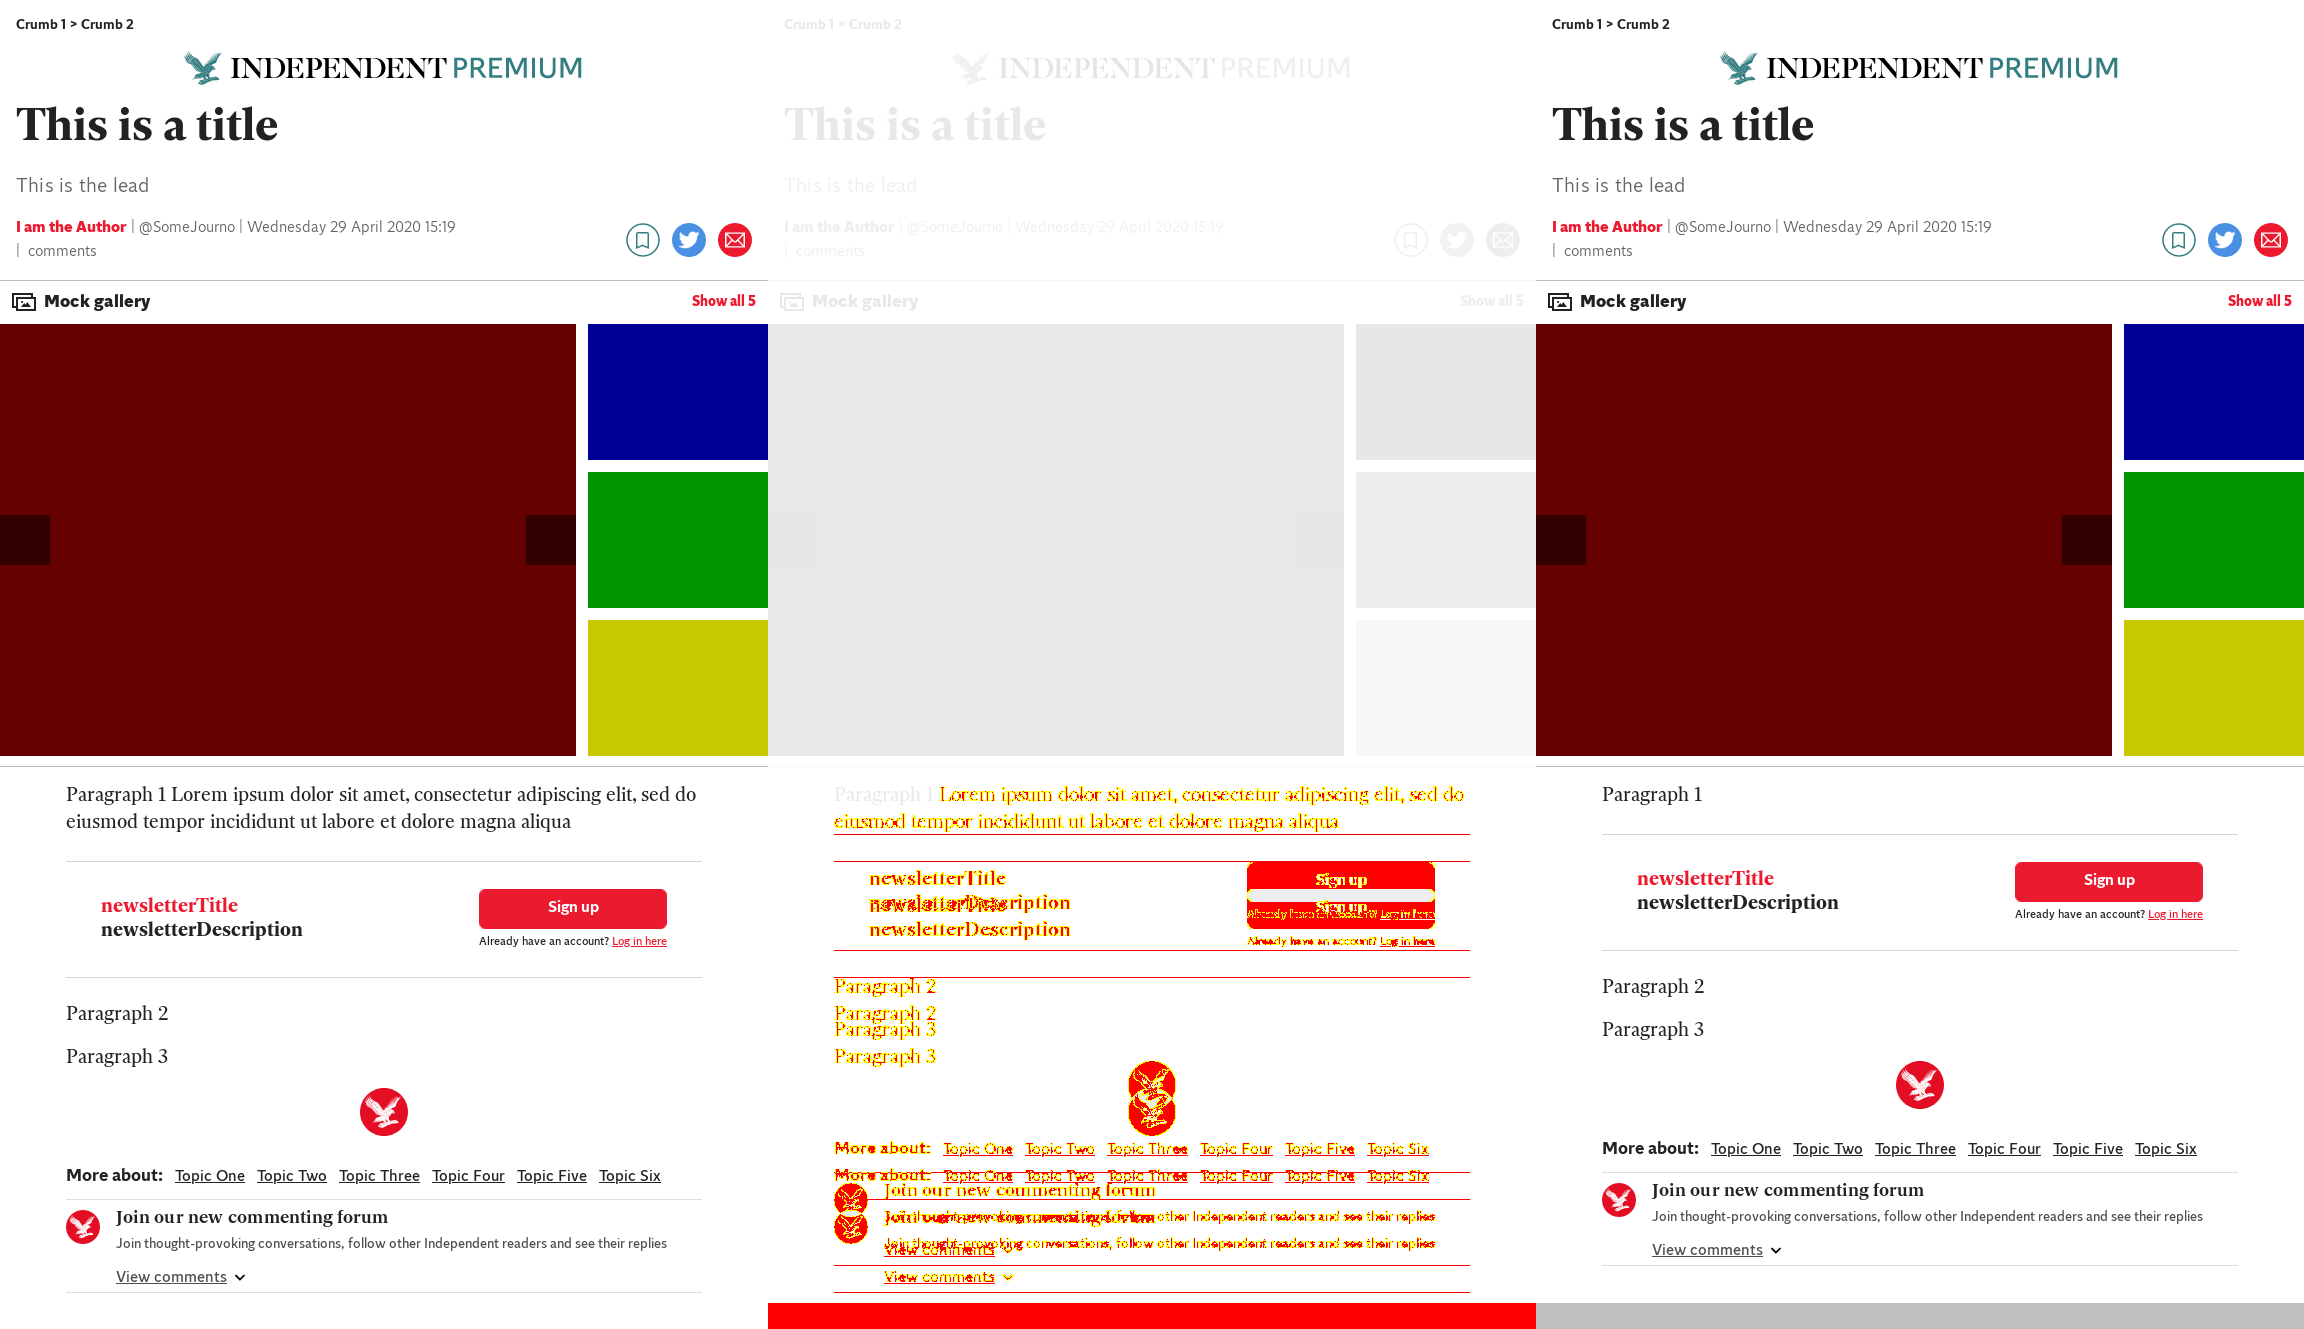 Crumb 1 > Crumb 2
INDEPENDENT PREMIUM
This is a title
This is the lead
I am the Author | @SomeJourno | Wednesday 29 April 2020 15:19
| comments
Mock gallery
Show all 5
Paragraph 1 Lorem ipsum dolor sit amet, consectetur adipiscing elit, sed do
eiusmod tempor incididunt ut labore et dolore magna aliqua
newsletterTitle
newsletterDescription
Sign up
Already have an account? Log in here
Paragraph 2
Paragraph 3
More about: Topic One Topic Two Topic Three Topic Four Topic Five Topic Six
Join our new commenting forum
Join thought-provoking conversations, follow other Independent readers and see their replies
View comments
Crumb 1 > Crumb 2
INDEPENDENT PREMIUM
This is a title
This is the lead
I am the Author | @SomeJourno | Wednesday 29 April 2020 15:19
| comments
Mock gallery
Show all 5
Paragraph 1 Lorem ipsum dolor sit amet, consectetur adipiscing elit, sed do
eiusmod tempor incididunt ut labore et dolore magna aliqua
newsletterTitle
newsletterDescription
newsletterTitle
newsletterDescription
Sign up
Sign up
Already have an account? Log in here
Already have an account? Log in here
Paragraph 2
Paragraph 2
Paragraph 3
Paragraph 3
More about: Topic One Topic Two Topic Three Topic Four Topic Five Topic Six
More about: Topic One Topic Two Topic Three Topic Four Topic Five Topic Six
Join our new commenting forum
Join thought-provoking conversations, follow other Independent readers and see their replies
Join our new commenting forum
Join thought-provoking conversations, follow other Independent readers and see their replies
View comments
View comments
Crumb 1 > Crumb 2
INDEPENDENT PREMIUM
This is a title
This is the lead
I am the Author | @SomeJourno | Wednesday 29 April 2020 15:19
| comments
Mock gallery
Show all 5
Paragraph 1
newsletterTitle
newsletterDescription
Sign up
Already have an account? Log in here
Paragraph 2
Paragraph 3
More about: Topic One Topic Two Topic Three Topic Four Topic Five Topic Six
Join our new commenting forum
Join thought-provoking conversations, follow other Independent readers and see their replies
View comments